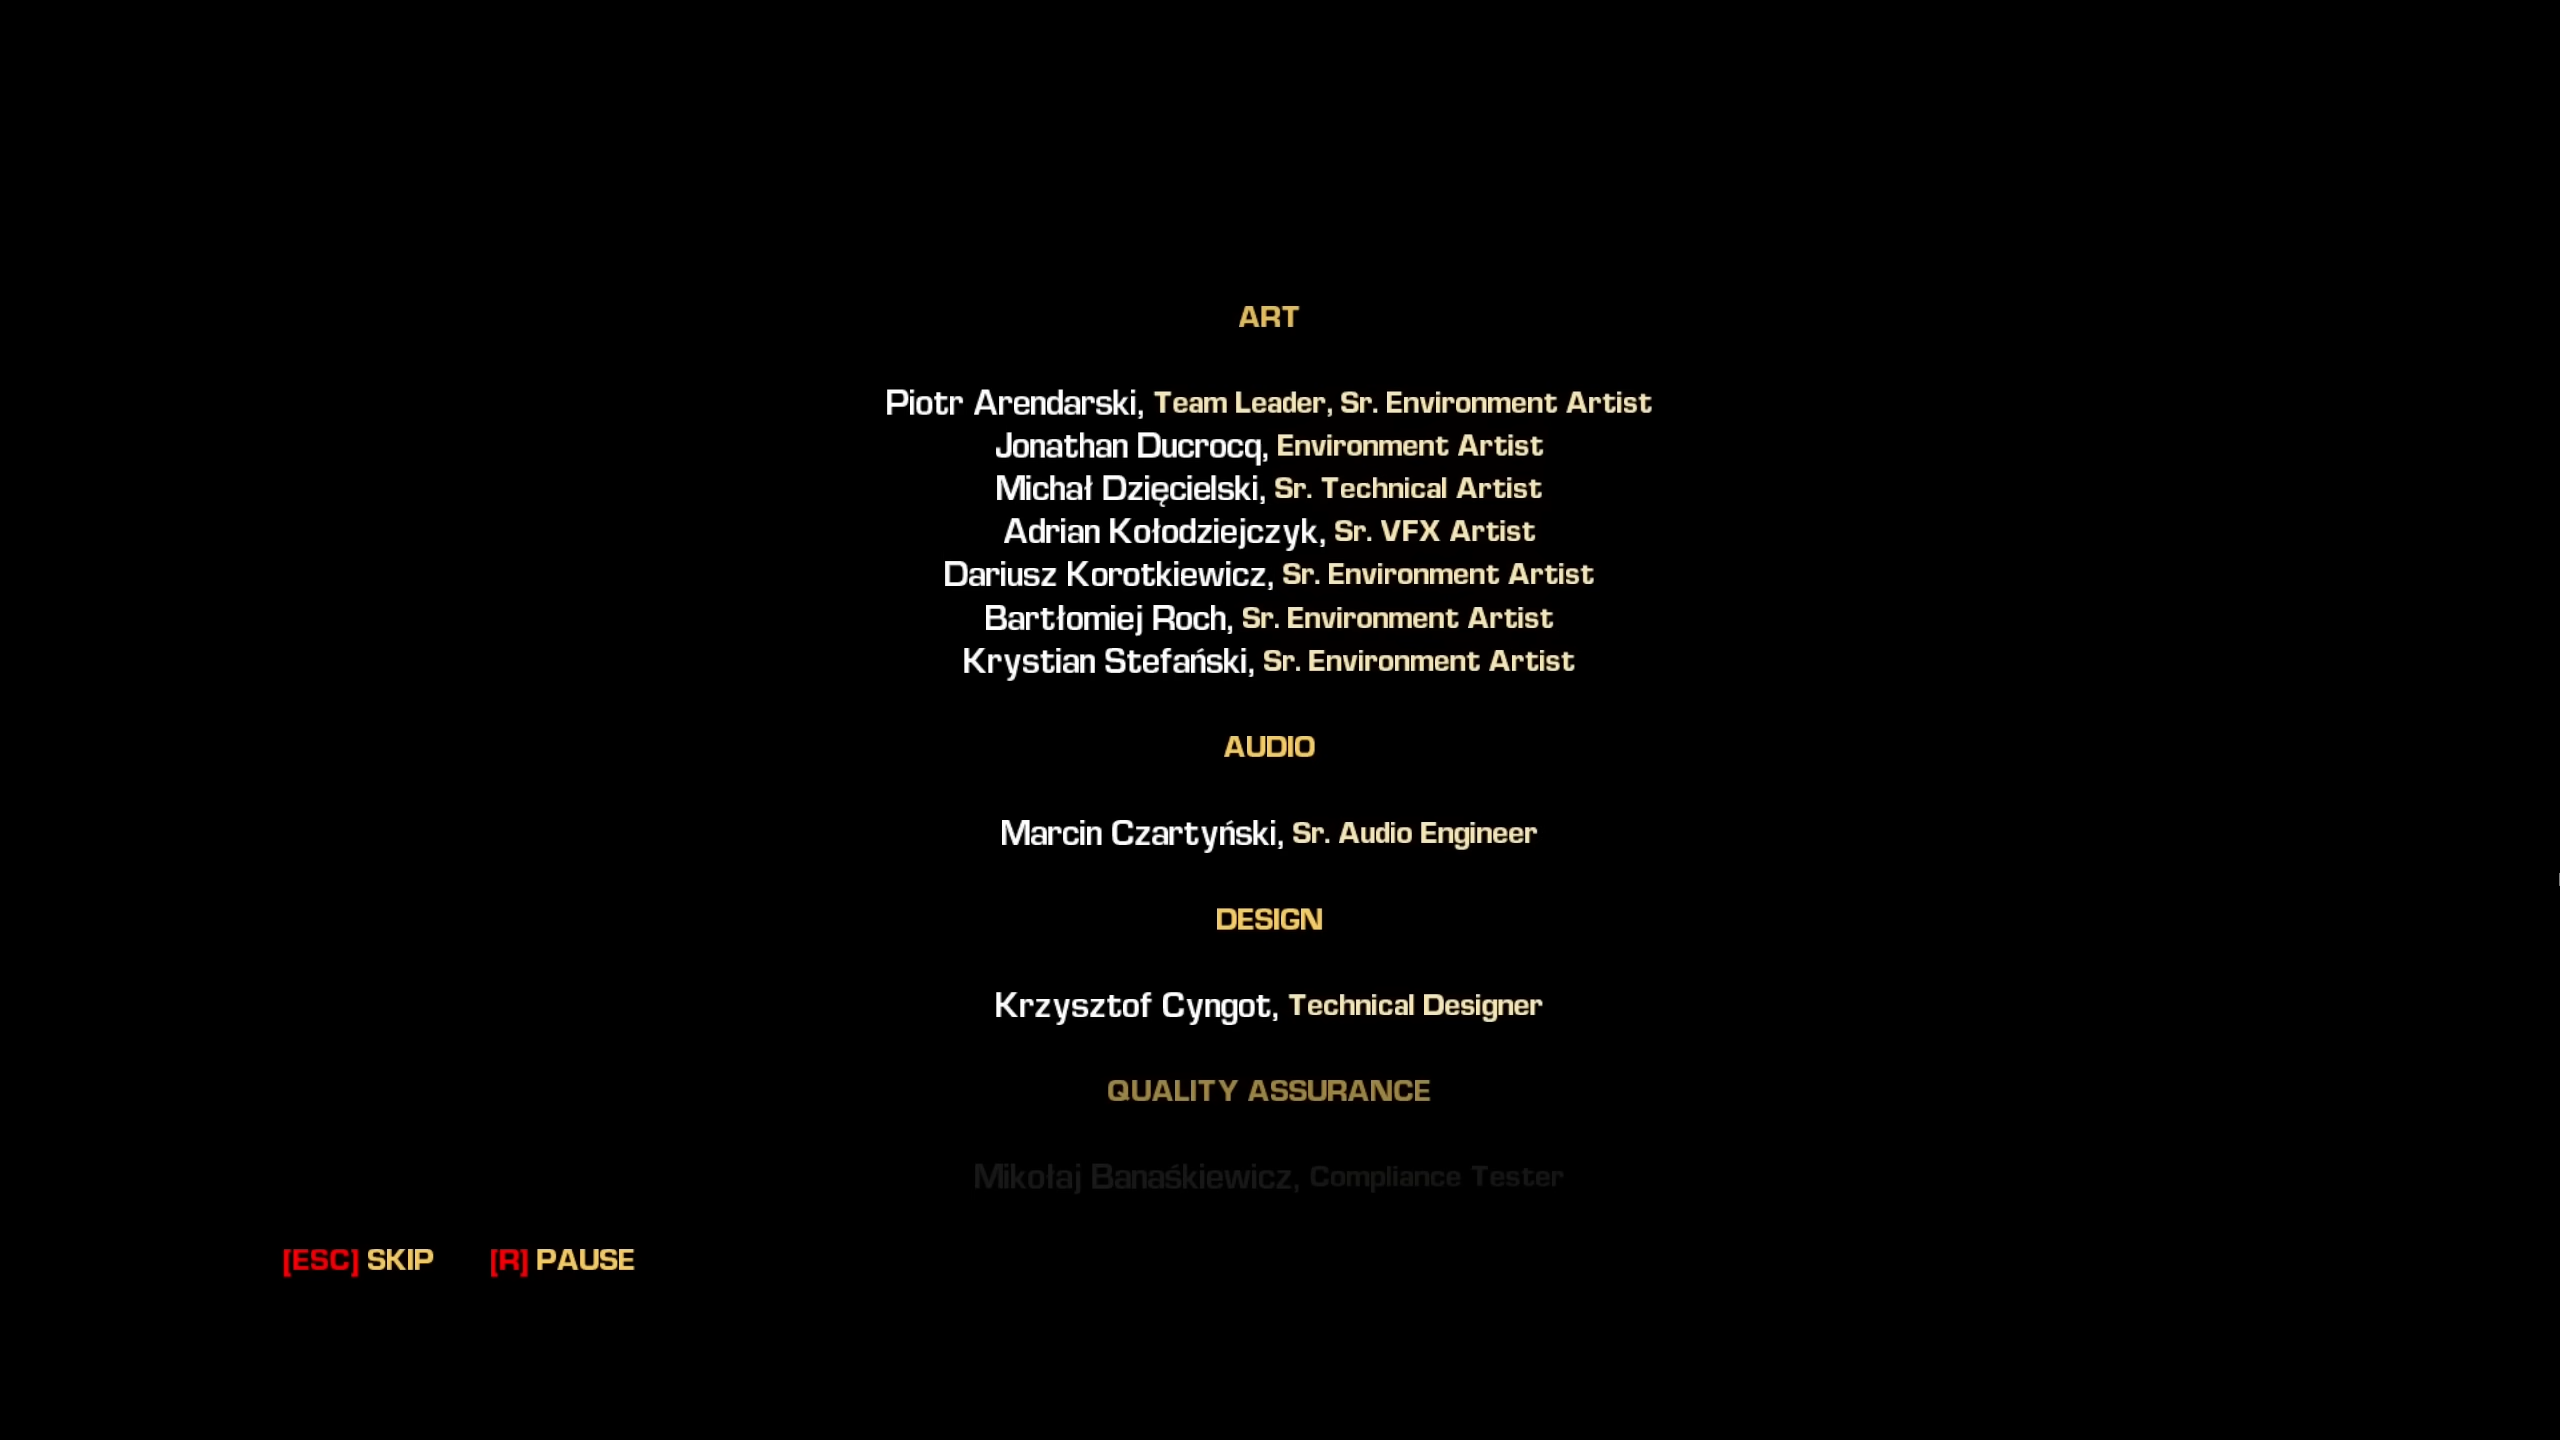 ART
Piotr Arendarski, Team Leader, Sr. Environment Artist
Jonathan Ducrocq, Environment Artist
Michał Dzięcielski, Sr. Technical Artist
Adrian Kołodziejczyk, Sr. VFX Artist
Dariusz Korotkiewicz, Sr. Environment Artist
Bartłomiej Roch, Sr. Environment Artist
Krystian Stefański, Sr. Environment Artist
AUDIO
Marcin Czartyński, Sr. Audio Engineer
DESIGN
Krzysztof Cyngot, Technical Designer
QUALITY ASSURANCE
Mikołaj Banaśkiewicz, Compliance Tester
[ESC] SKIP [R] PAUSE